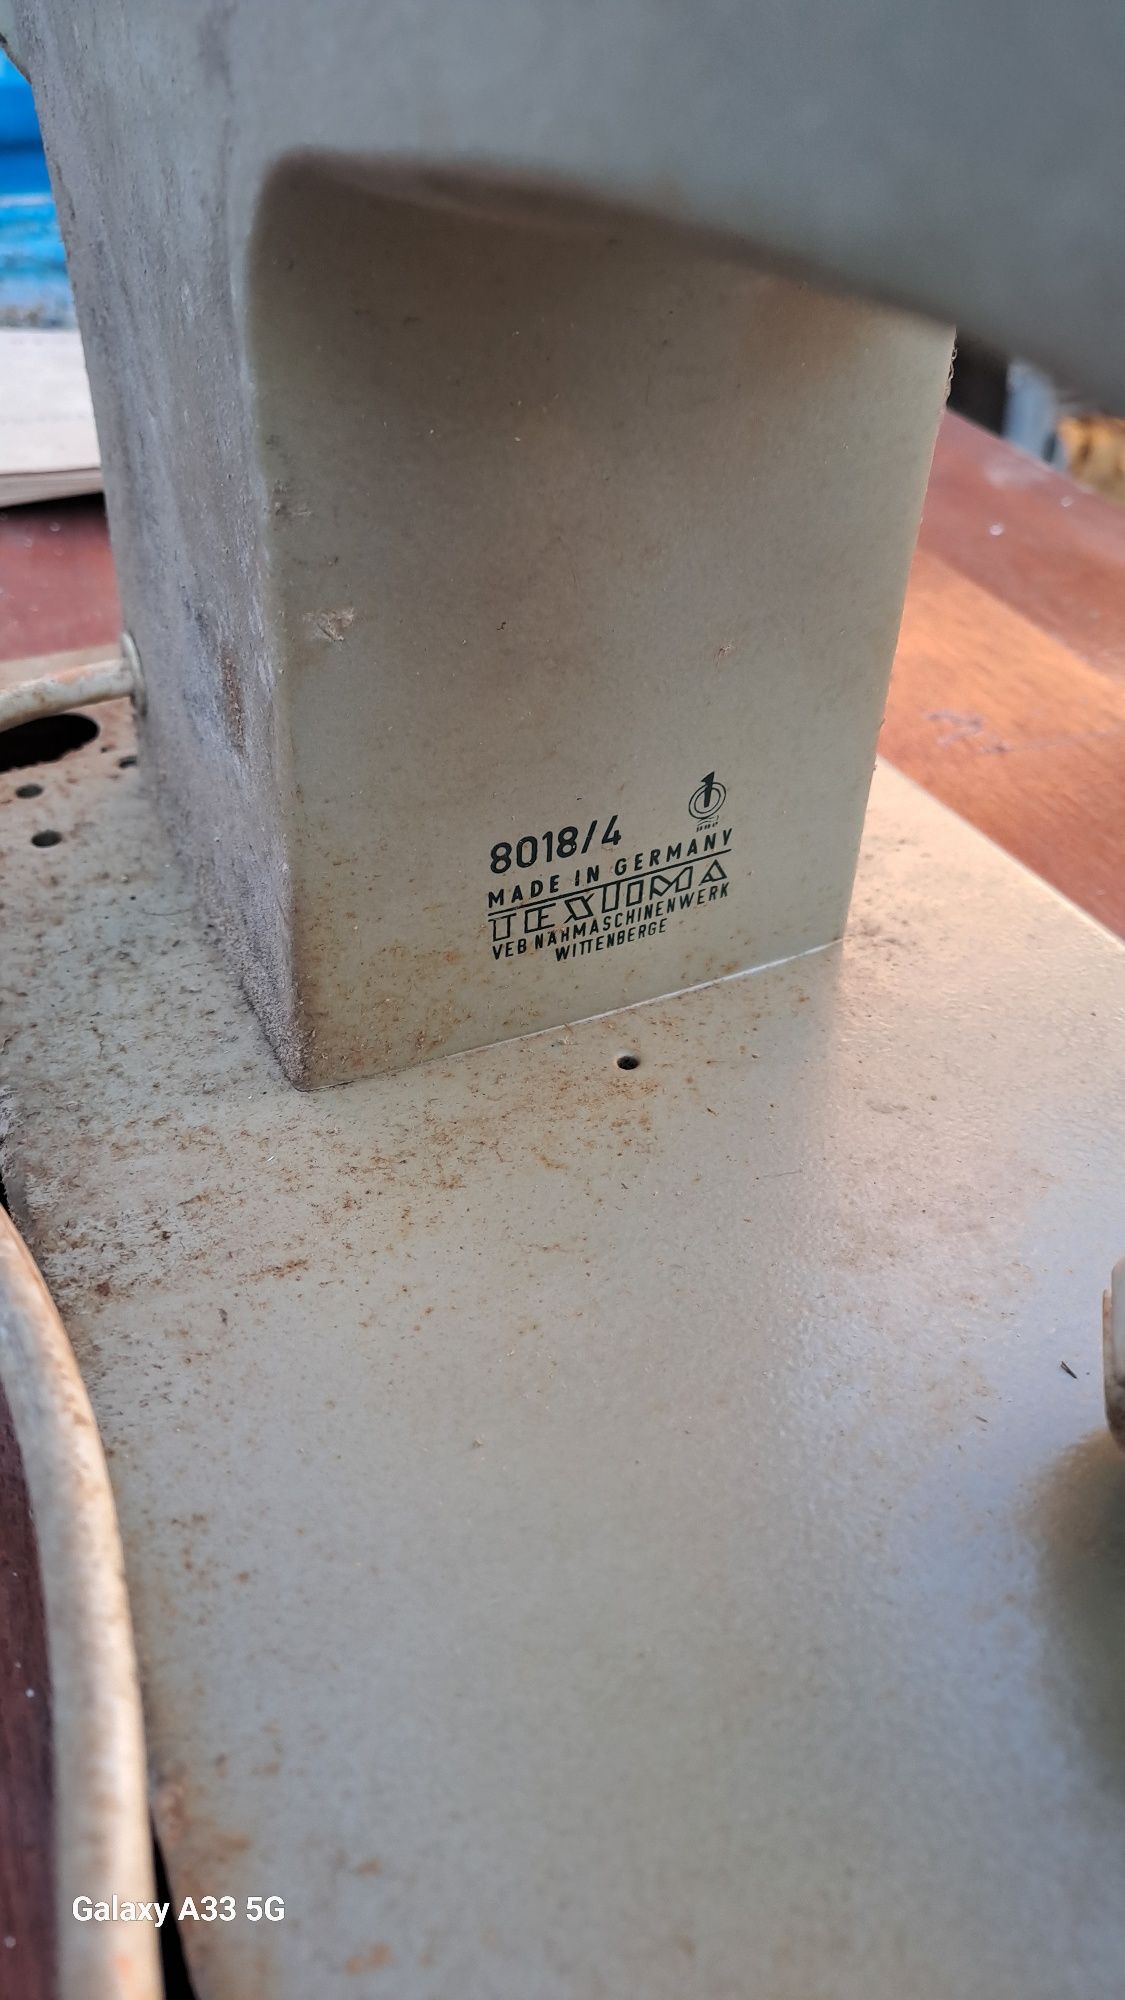 8018/4
MADE IN GERMANY
TEXTIMA
VEB NÄHMASCHINENWERK
WITTENBERGE
Galaxy A33 5G